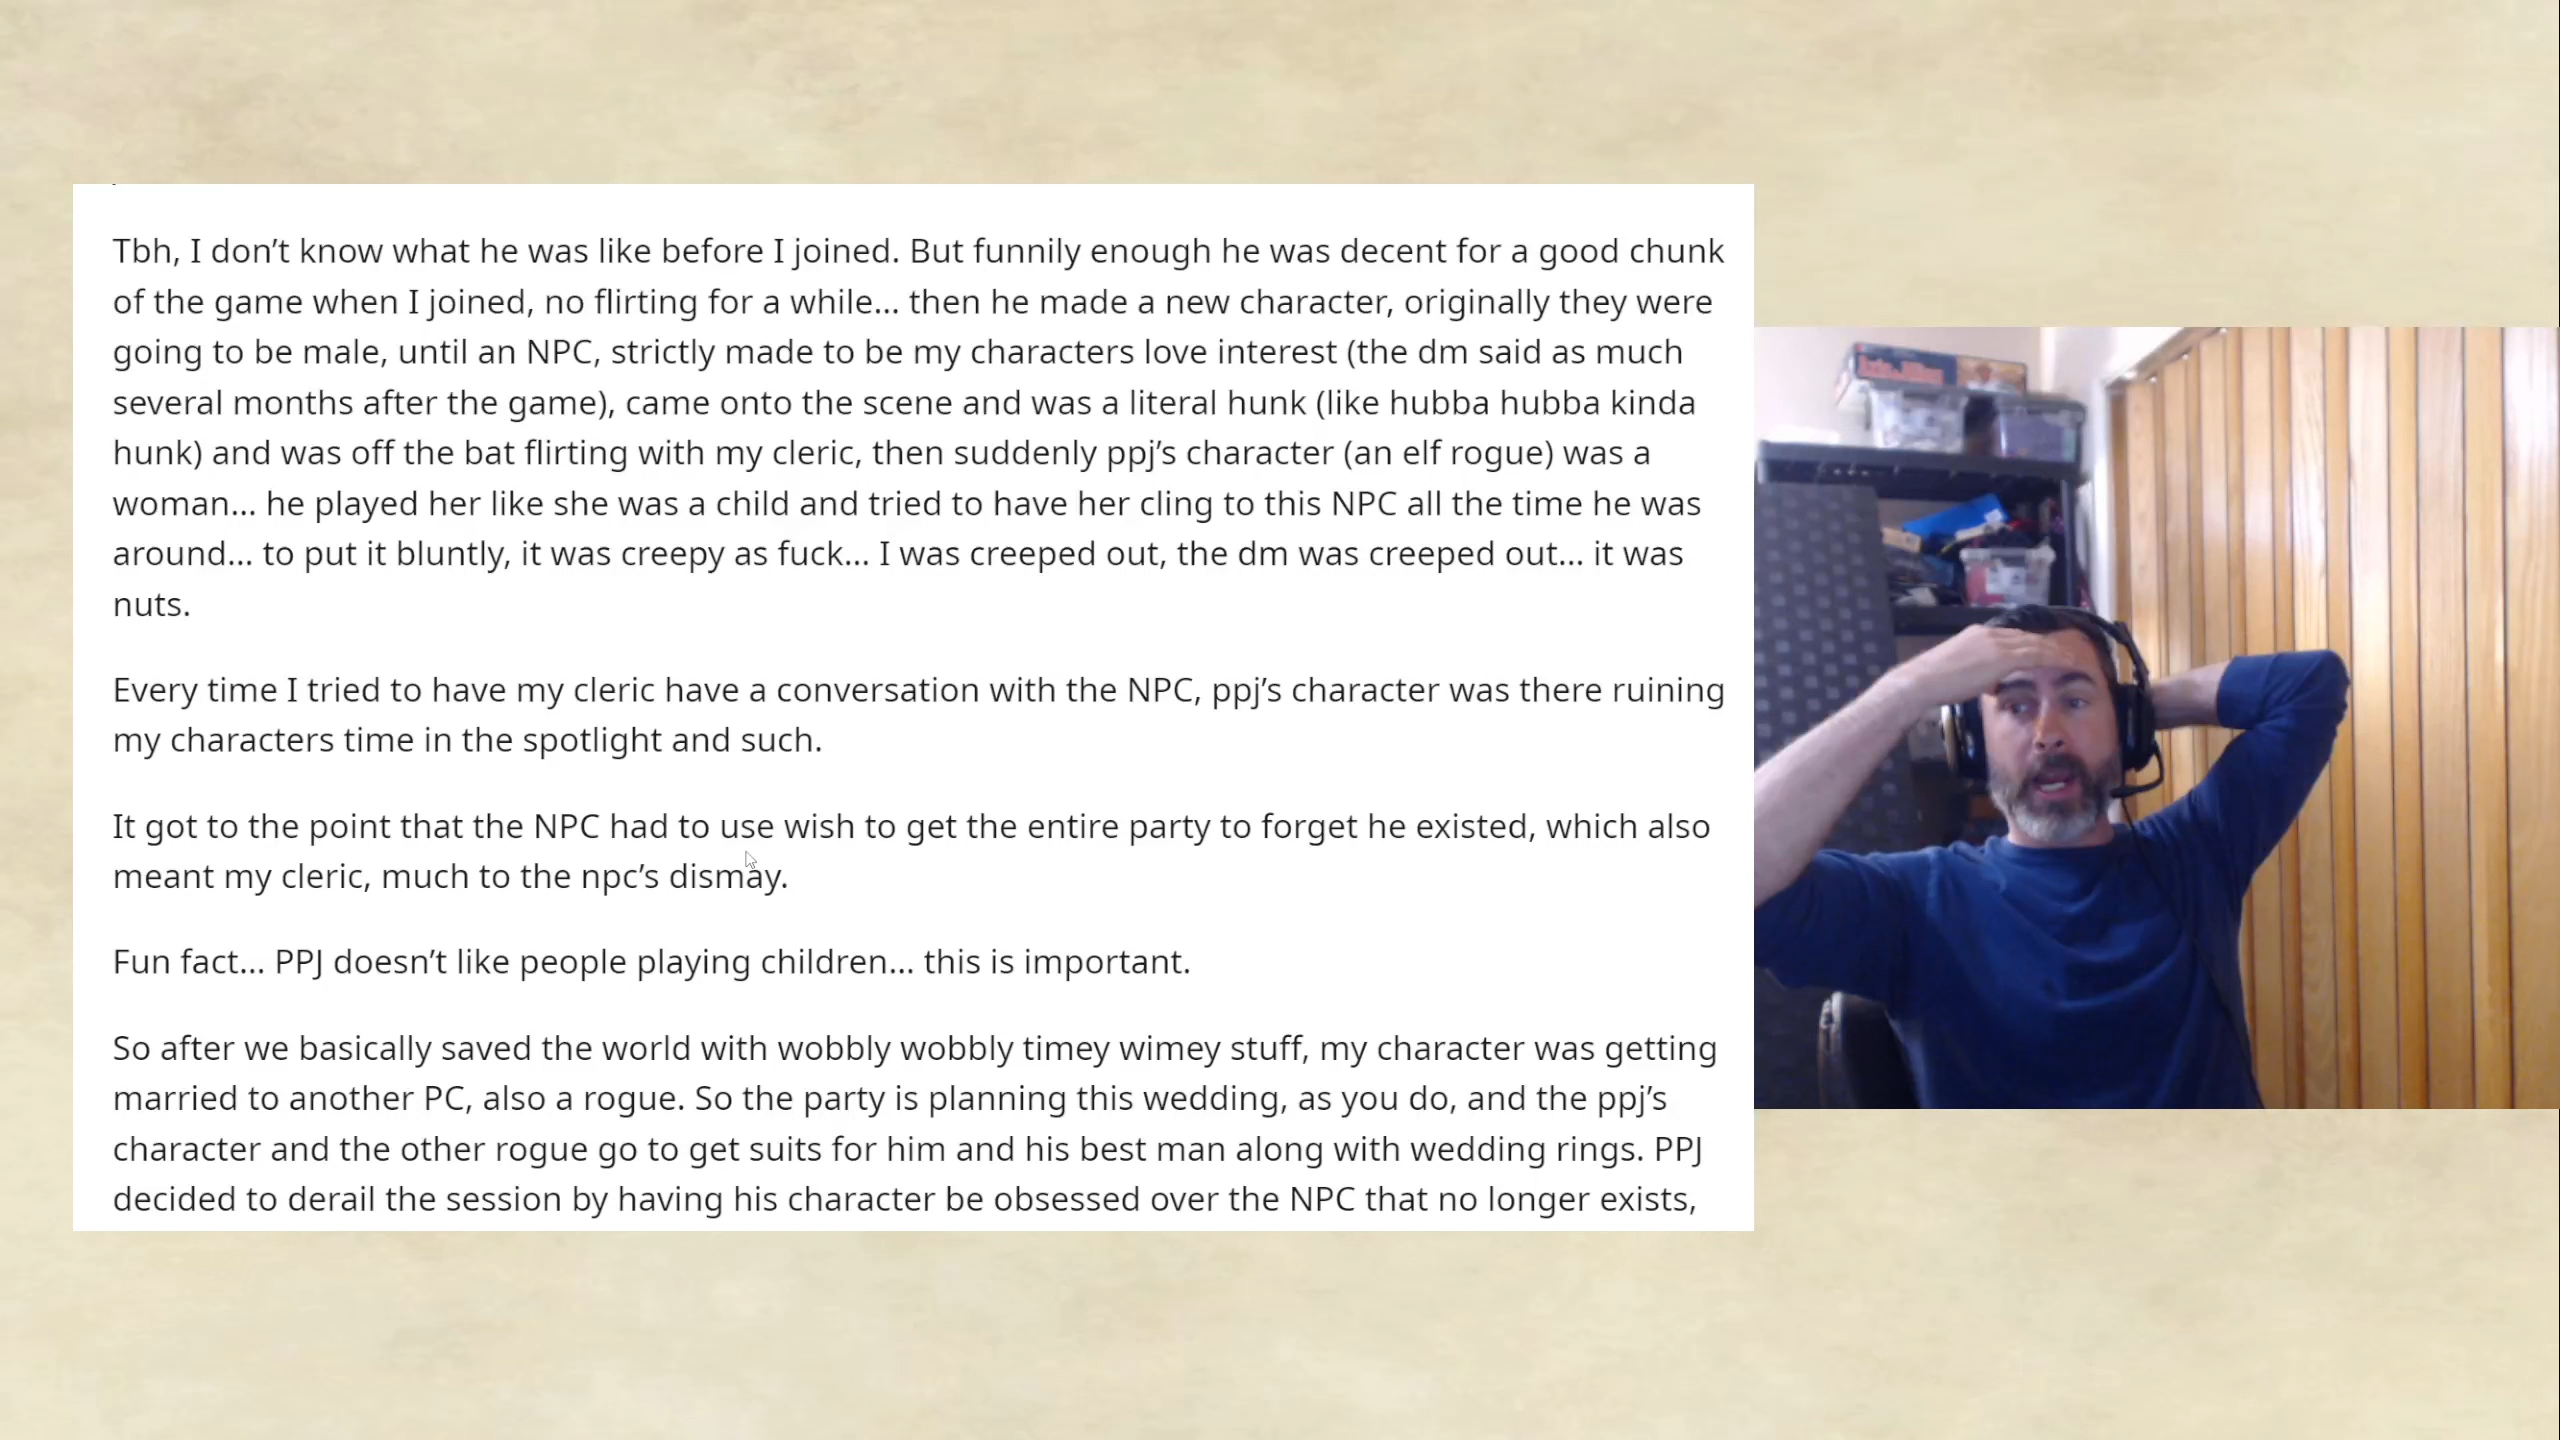 Tbh, I don’t know what he was like before I joined. But funnily enough he was decent for a good chunk
of the game when I joined, no flirting for a while... then he made a new character, originally they were
going to be male, until an NPC, strictly made to be my characters love interest (the dm said as much
several months after the game), came onto the scene and was a literal hunk (like hubba hubba kinda
hunk) and was off the bat flirting with my cleric, then suddenly ppj’s character (an elf rogue) was a
woman... he played her like she was a child and tried to have her cling to this NPC all the time he was
around... to put it bluntly, it was creepy as fuck... I was creeped out, the dm was creeped out... it was
nuts.
Every time I tried to have my cleric have a conversation with the NPC, ppj’s character was there ruining
my characters time in the spotlight and such.
It got to the point that the NPC had to use wish to get the entire party to forget he existed, which also
meant my cleric, much to the npc’s dismay.
Fun fact... PPJ doesn’t like people playing children... this is important.
So after we basically saved the world with wobbly wobbly timey wimey stuff, my character was getting
married to another PC, also a rogue. So the party is planning this wedding, as you do, and the ppj’s
character and the other rogue go to get suits for him and his best man along with wedding rings. PPJ
decided to derail the session by having his character be obsessed over the NPC that no longer exists,